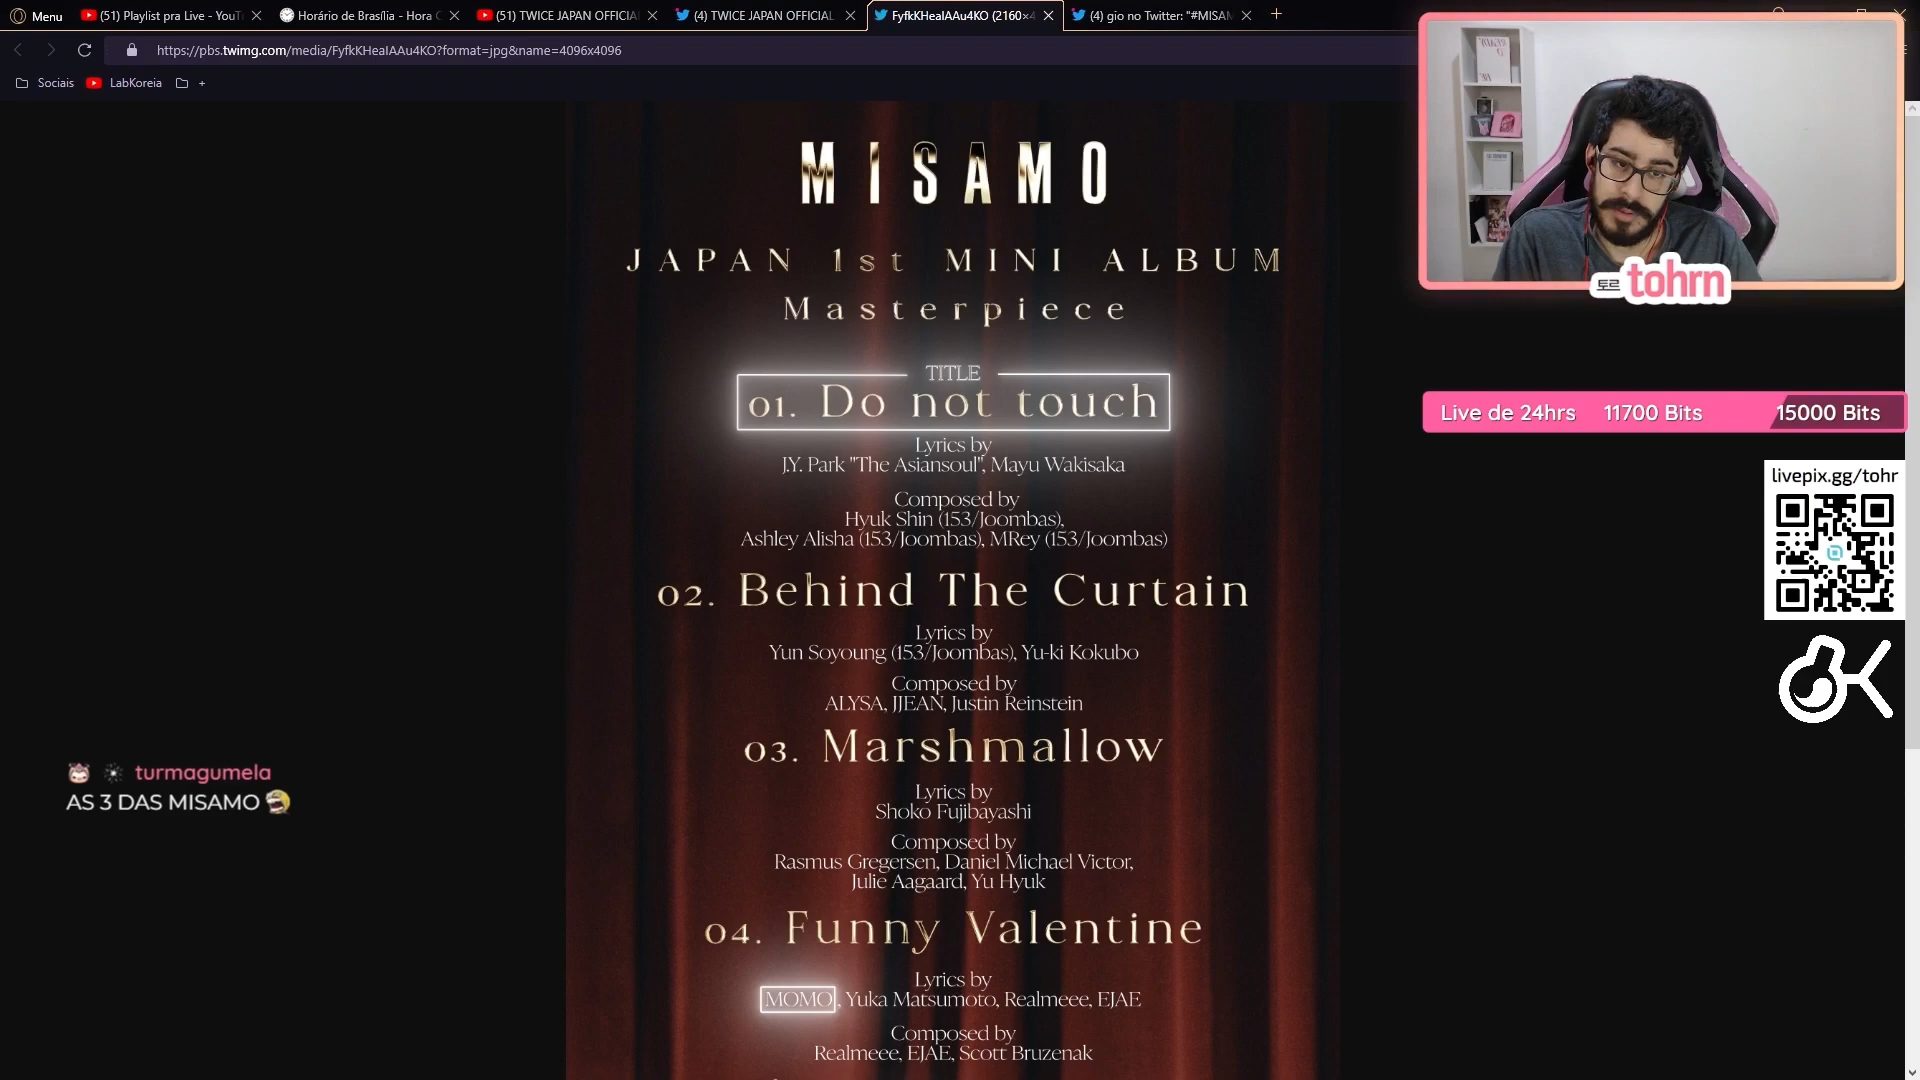 Menu
(51) Playlist pra Live - YouT
Horário de Brasília - Hora C
(51) TWICE JAPAN OFFICIA
(4) TWICE JAPAN OFFICIAL
FyfkKHeaIAAu4KO (2160×4
(4) gio no Twitter: "#MISAM
https://pbs.twimg.com/media/FyfkKHeaIAAu4KO?format=jpg&name=4096x4096
Sociais
LabKoreia
+
MISAMO
JAPAN 1st MINI ALBUM
Masterpiece
TITLE
01. Do not touch
Lyrics by
J.Y. Park "The Asiansoul", Mayu Wakisaka
Composed by
Hyuk Shin (153/Joombas),
Ashley Alisha (153/Joombas), MRey (153/Joombas)
02. Behind The Curtain
Lyrics by
Yun Soyoung (153/Joombas), Yu-ki Kokubo
Composed by
ALYSA, JJEAN, Justin Reinstein
03. Marshmallow
Lyrics by
Shoko Fujibayashi
Composed by
Rasmus Gregersen, Daniel Michael Victor,
Julie Aagaard, Yu Hyuk
04. Funny Valentine
Lyrics by
MOMO, Yuka Matsumoto, Realmeee, EJAE
Composed by
Realmeee, EJAE, Scott Bruzenak
토르 tohrn
Live de 24hrs 11700 Bits 15000 Bits
livepix.gg/tohr
turmagumela
AS 3 DAS MISAMO